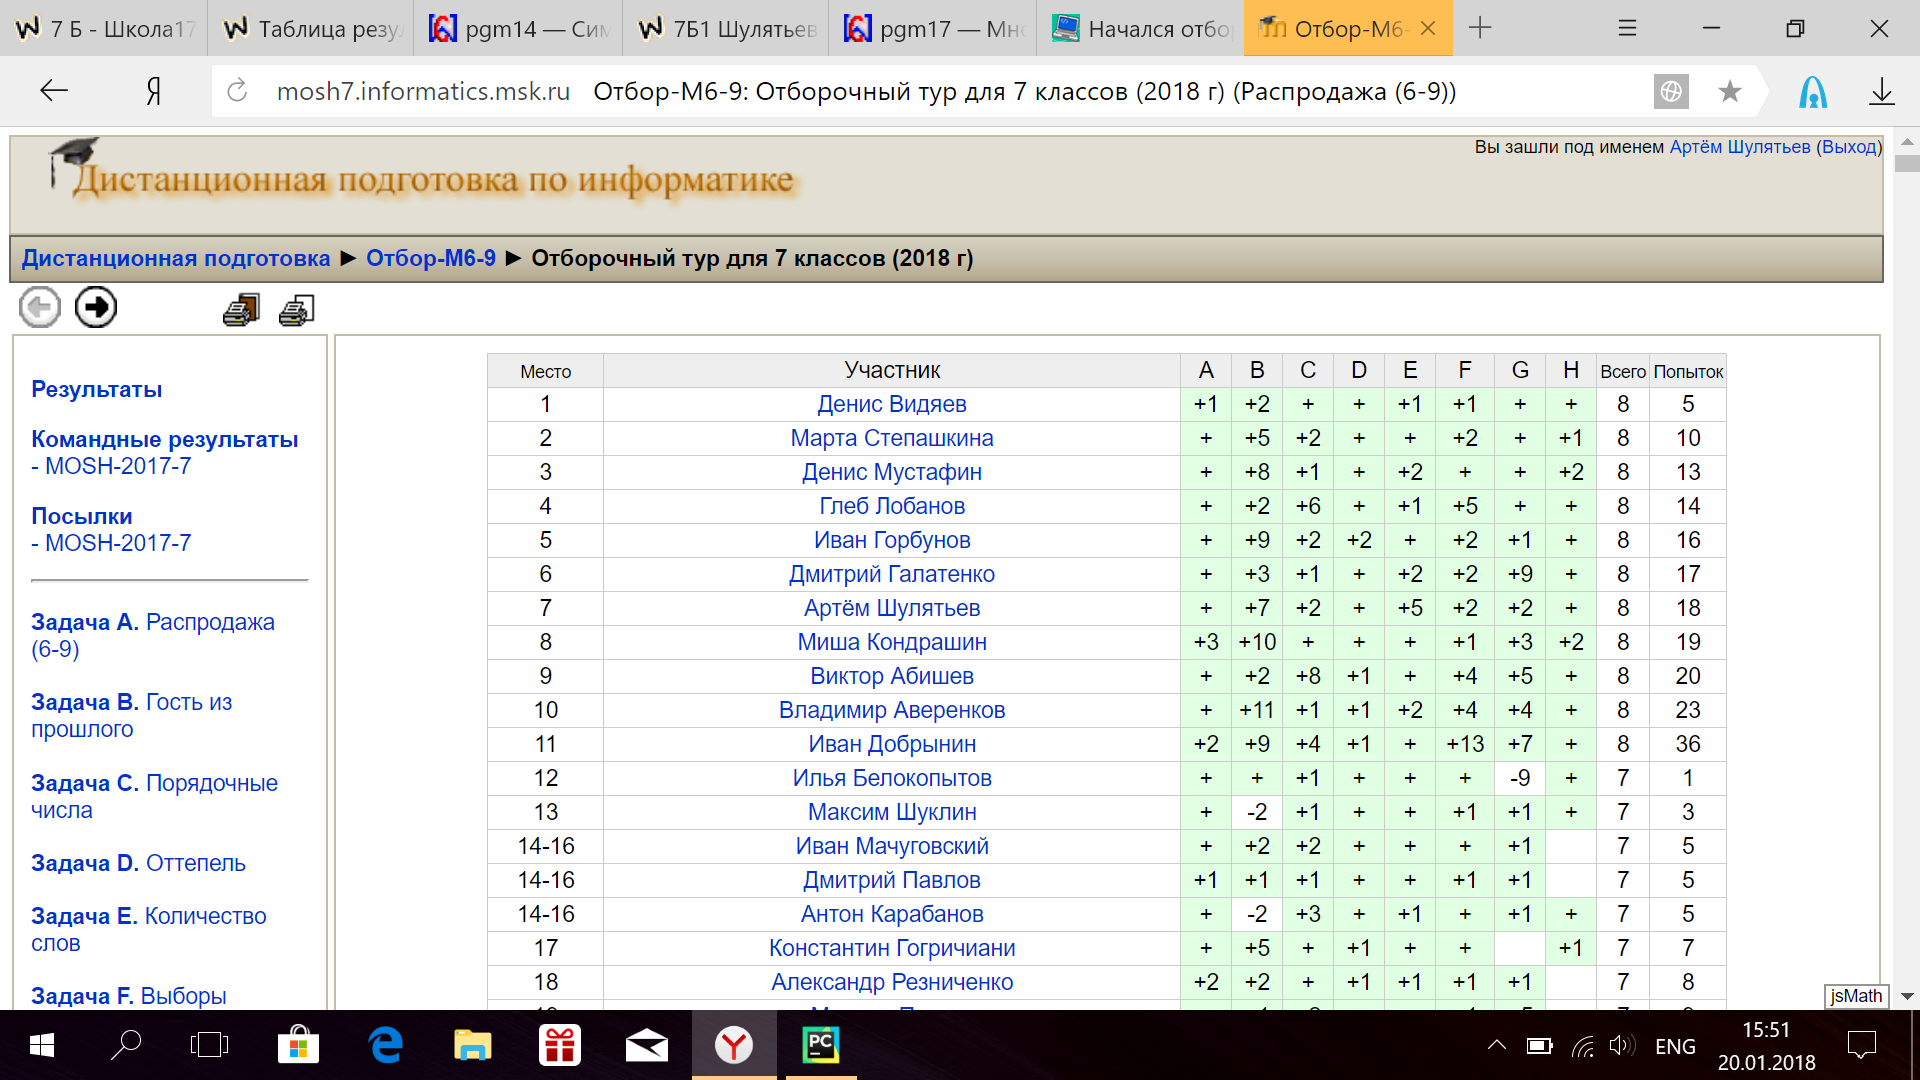 7 Б - Школа17
Таблица резу
pgm14 — Сим
7Б1 Шулятьев
pgm17 — Мно
Начался отбо
Отбор-М6-
mosh7.informatics.msk.ru Отбор-М6-9: Отборочный тур для 7 классов (2018 г) (Распродажа (6-9))
Вы зашли под именем Артём Шулятьев (Выход)
Дистанционная подготовка по информатике
Дистанционная подготовка ► Отбор-М6-9 ► Отборочный тур для 7 классов (2018 г)
Результаты
Командные результаты
- MOSH-2017-7
Посылки
- MOSH-2017-7
Задача A. Распродажа
(6-9)
Задача B. Гость из
прошлого
Задача C. Порядочные
числа
Задача D. Оттепель
Задача E. Количество
слов
Задача F. Выборы
Место Участник A B C D E F G H Всего Попыток
1 Денис Видяев +1 +2 + + +1 +1 + + 8 5
2 Марта Степашкина + +5 +2 + + +2 + +1 8 10
3 Денис Мустафин + +8 +1 + +2 + + +2 8 13
4 Глеб Лобанов + +2 +6 + +1 +5 + + 8 14
5 Иван Горбунов + +9 +2 +2 + +2 +1 + 8 16
6 Дмитрий Галатенко + +3 +1 + +2 +2 +9 + 8 17
7 Артём Шулятьев + +7 +2 + +5 +2 +2 + 8 18
8 Миша Кондрашин +3 +10 + + + +1 +3 +2 8 19
9 Виктор Абишев + +2 +8 +1 + +4 +5 + 8 20
10 Владимир Аверенков + +11 +1 +1 +2 +4 +4 + 8 23
11 Иван Добрынин +2 +9 +4 +1 + +13 +7 + 8 36
12 Илья Белокопытов + + +1 + + + -9 + 7 1
13 Максим Шуклин + -2 +1 + + +1 +1 + 7 3
14-16 Иван Мачуговский + +2 +2 + + + +1 7 5
14-16 Дмитрий Павлов +1 +1 +1 + + +1 +1 7 5
14-16 Антон Карабанов + -2 +3 + +1 + +1 + 7 5
17 Константин Гогричиани + +5 + +1 + + +1 7 7
18 Александр Резниченко +2 +2 + +1 +1 +1 +1 7 8
jsMath
ENG
15:51
20.01.2018